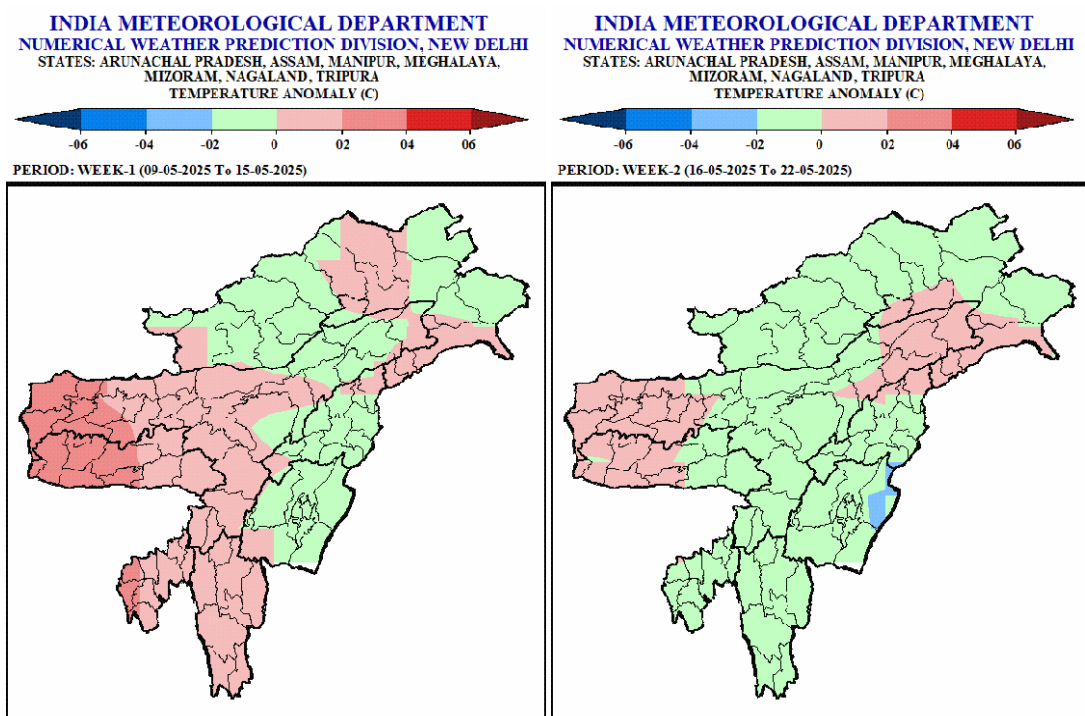 INDIA METEOROLOGICAL DEPARTMENT
NUMERICAL WEATHER PREDICTION DIVISION, NEW DELHI
STATES: ARUNACHAL PRADESH, ASSAM, MANIPUR, MEGHALAYA,
MIZORAM, NAGALAND, TRIPURA
TEMPERATURE ANOMALY (C)
-06 -04 -02 0 02 04 06
PERIOD: WEEK-1 (09-05-2025 To 15-05-2025)
INDIA METEOROLOGICAL DEPARTMENT
NUMERICAL WEATHER PREDICTION DIVISION, NEW DELHI
STATES: ARUNACHAL PRADESH, ASSAM, MANIPUR, MEGHALAYA,
MIZORAM, NAGALAND, TRIPURA
TEMPERATURE ANOMALY (C)
-06 -04 -02 0 02 04 06
PERIOD: WEEK-2 (16-05-2025 To 22-05-2025)